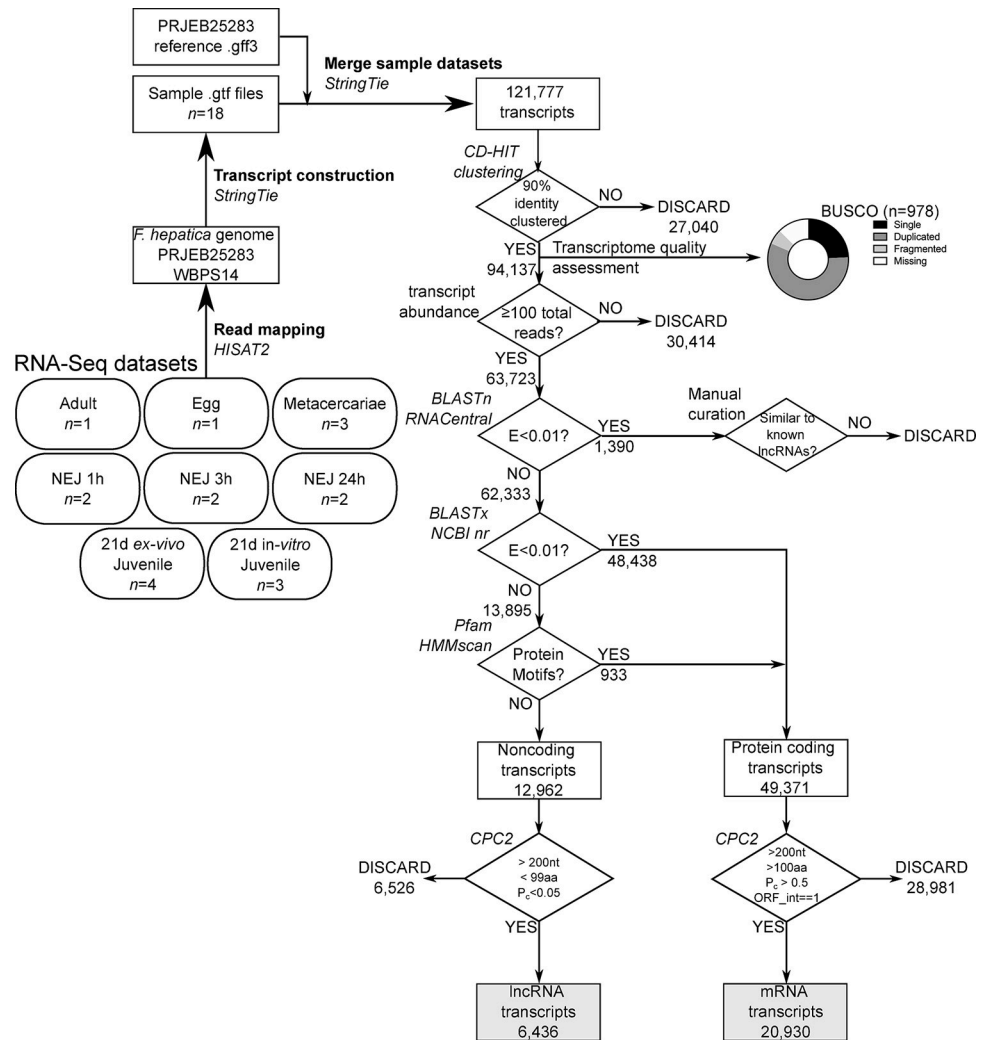 PRJEB25283
reference .gff3
Merge sample datasets
StringTie
Sample .gtf files
n=18
121,777
transcripts
Transcript construction
StringTie
CD-HIT
clustering
90%
identity
clustered
NO
DISCARD
27,040
YES
94,137
Transcriptome quality
assessment
BUSCO (n=978)
Single
Duplicated
Fragmented
Missing
F. hepatica genome
PRJEB25283
WBPS14
transcript
abundance
≥100 total
reads?
NO
DISCARD
30,414
YES
63,723
Read mapping
HISAT2
RNA-Seq datasets
Adult
n=1
Egg
n=1
Metacercariae
n=3
NEJ 1h
n=2
NEJ 3h
n=2
NEJ 24h
n=2
21d ex-vivo
Juvenile
n=4
21d in-vitro
Juvenile
n=3
BLASTn
RNACentral
E<0.01?
YES
1,390
Manual
curation
Similar to
known
lncRNAs?
NO
DISCARD
NO
62,333
BLASTx
NCBI nr
E<0.01?
YES
48,438
NO
13,895
Pfam
HMMscan
Protein
Motifs?
YES
933
NO
Noncoding
transcripts
12,962
Protein coding
transcripts
49,371
CPC2
> 200nt
< 99aa
Pc<0.05
DISCARD
6,526
YES
CPC2
>200nt
>100aa
Pc > 0.5
ORF_int==1
DISCARD
28,981
YES
lncRNA
transcripts
6,436
mRNA
transcripts
20,930